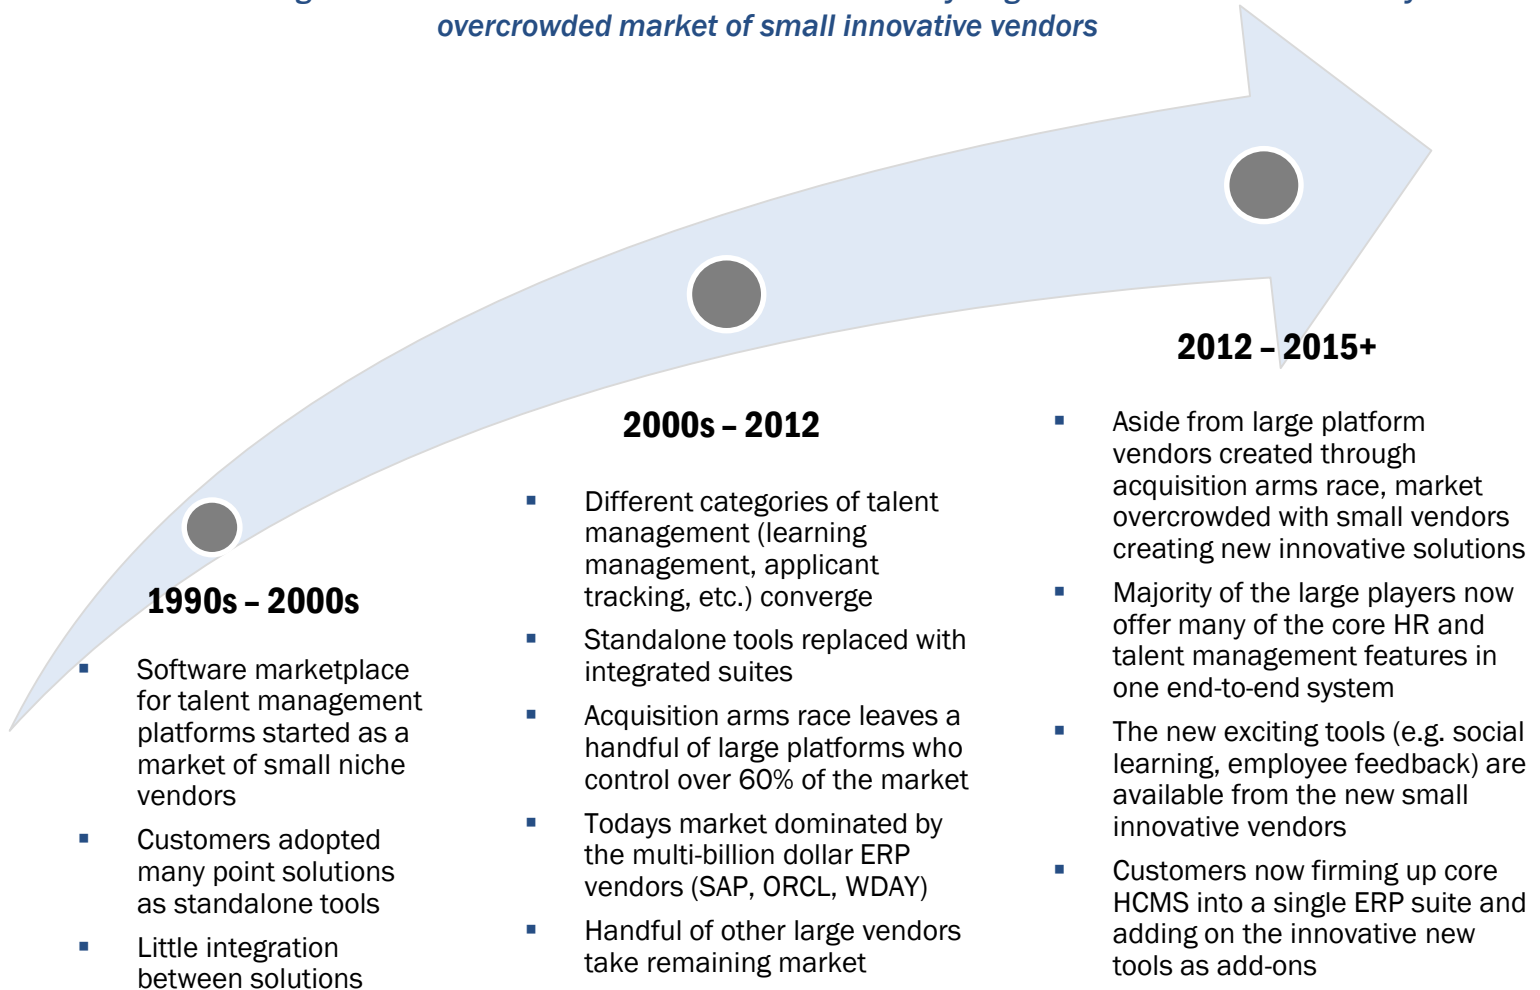 overcrowded market of small innovative vendors
1990s – 2000s
Software marketplace
for talent management
platforms started as a
market of small niche
vendors
Customers adopted
many point solutions
as standalone tools
Little integration
between solutions
2000s – 2012
Different categories of talent
management (learning
management, applicant
tracking, etc.) converge
Standalone tools replaced with
integrated suites
Acquisition arms race leaves a
handful of large platforms who
control over 60% of the market
Todays market dominated by
the multi-billion dollar ERP
vendors (SAP, ORCL, WDAY)
Handful of other large vendors
take remaining market
2012 – 2015+
Aside from large platform
vendors created through
acquisition arms race, market
overcrowded with small vendors
creating new innovative solutions
Majority of the large players now
offer many of the core HR and
talent management features in
one end-to-end system
The new exciting tools (e.g. social
learning, employee feedback) are
available from the new small
innovative vendors
Customers now firming up core
HCMS into a single ERP suite and
adding on the innovative new
tools as add-ons